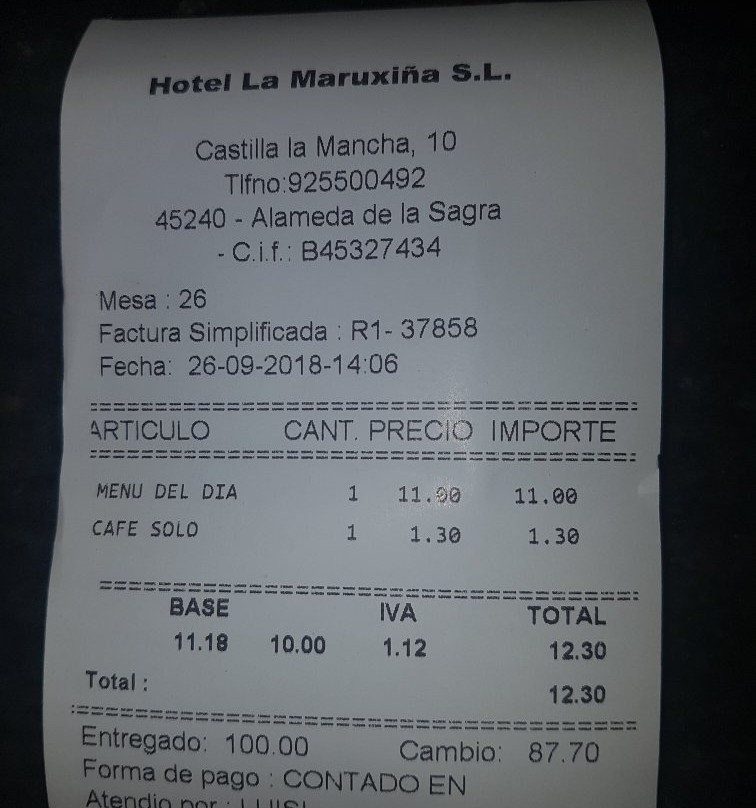 Hotel La Maruxiña S.L.
Castilla la Mancha, 10
Tlfno:925500492
45240 - Alameda de la Sagra
- C.i.f.: B45327434
Mesa : 26
Factura Simplificada : R1- 37858
Fecha: 26-09-2018-14:06
ARTICULO CANT. PRECIO IMPORTE
MENU DEL DIA 1 11.00 11.00
CAFE SOLO 1 1.30 1.30
BASE IVA TOTAL
11.18 10.00 1.12 12.30
Total :
12.30
Entregado: 100.00 Cambio: 87.70
Forma de pago : CONTADO EN
Atendio por :